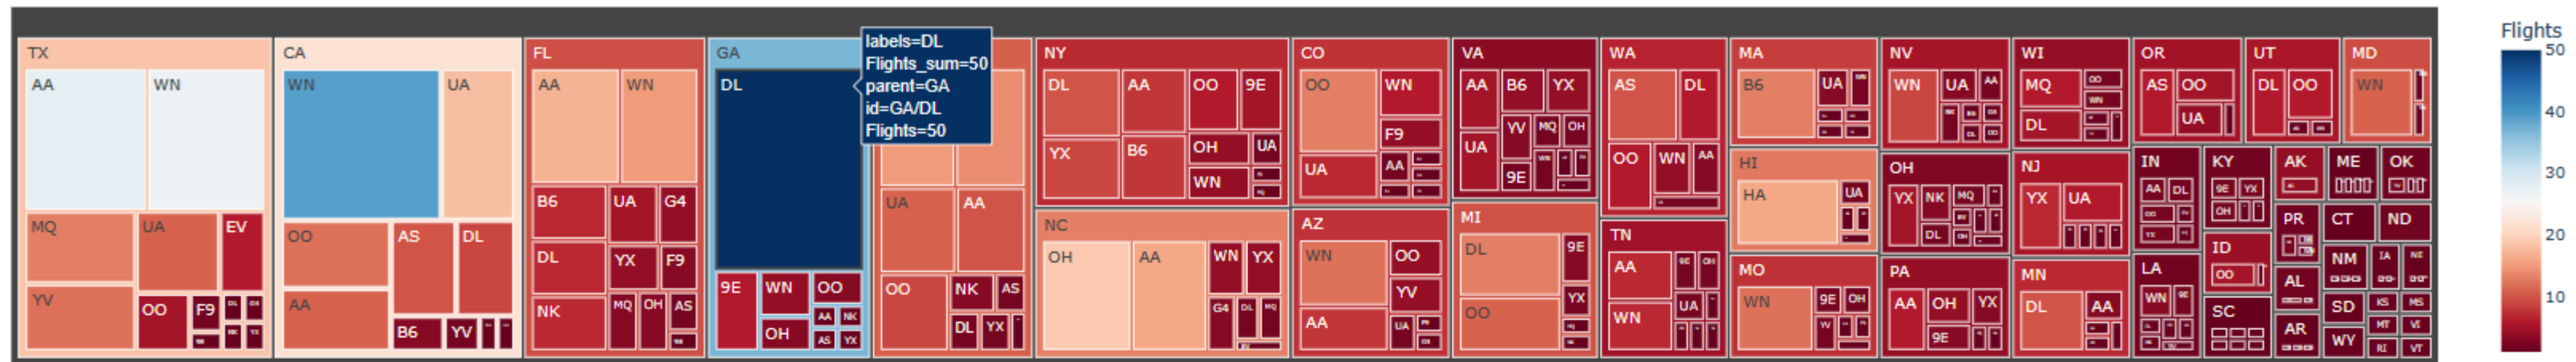 TX
AA
WN
MQ
UA
EV
YV
OO
F9
DL
CA
WN
UA
OO
AS
DL
AA
B6
YV
FL
AA
WN
B6
UA
G4
DL
YX
F9
NK
MQ
OH
AS
GA
DL
9E
WN
OO
OH
AA
NK
AS
YX
labels=DL
Flights_sum=50
parent=GA
id=GA/DL
Flights=50
UA
AA
OO
NK
AS
DL
YX
NY
DL
AA
OO
9E
YX
B6
OH
UA
WN
NC
OH
AA
WN
YX
G4
DL
MQ
CO
OO
WN
F9
UA
AA
AZ
WN
OO
YV
AA
UA
VA
AA
B6
YX
UA
YV
MQ
OH
9E
MI
DL
9E
OO
YX
WA
AS
DL
OO
WN
AA
TN
AA
9E
OH
WN
UA
MA
B6
UA
HI
HA
UA
MO
WN
9E
OH
YV
NV
WN
UA
AA
OH
YX
NK
MQ
DL
OH
PA
AA
OH
YX
9E
WI
MQ
OO
WN
DL
NJ
YX
UA
MN
DL
AA
OR
AS
OO
UA
UT
DL
OO
MD
WN
IN
AA
DL
OO
YX
LA
WN
9E
KY
9E
YX
OH
ID
OO
SC
AK
PR
AL
AR
ME
CT
NM
SD
WY
OK
ND
IA
NE
KS
MS
MT
VI
RI
VT
Flights
50
40
30
20
10